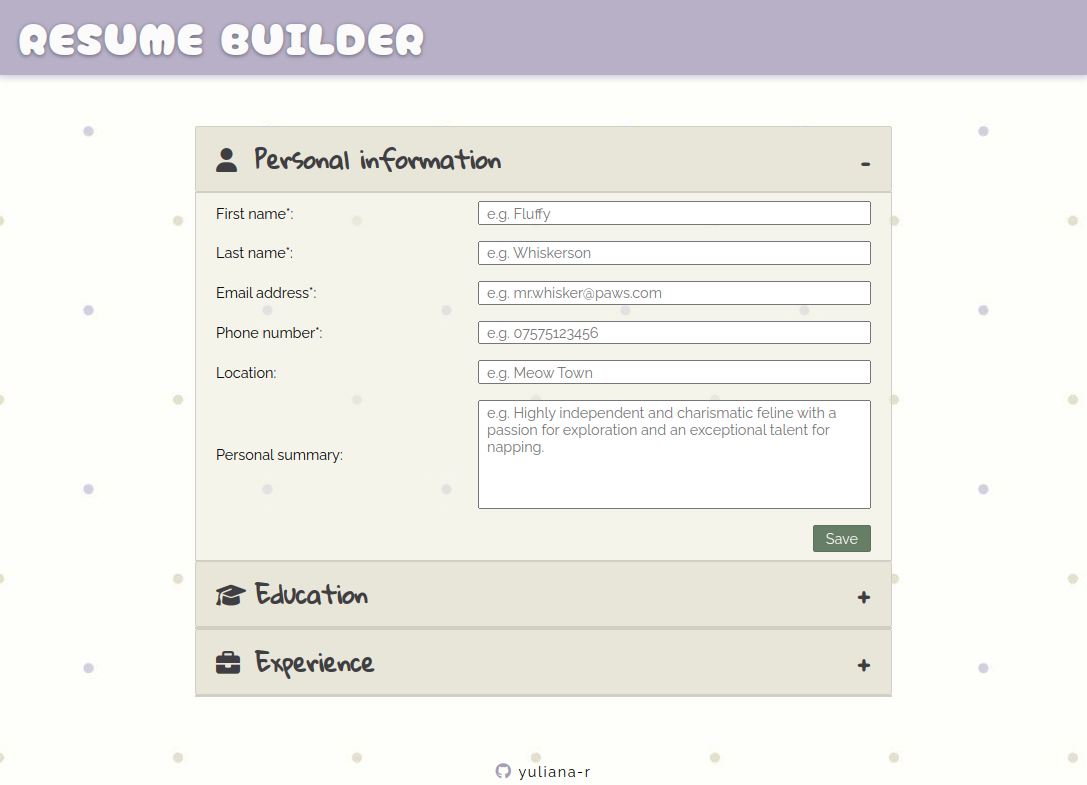 RESUME BUILDER
Personal information
-
First name*:
e.g. Fluffy
Last name*:
e.g. Whiskerson
Email address*:
e.g. mr.whisker@paws.com
Phone number*:
e.g. 07575123456
Location:
e.g. Meow Town
Personal summary:
e.g. Highly independent and charismatic feline with a
passion for exploration and an exceptional talent for
napping.
Save
Education
+
Experience
+
yuliana-r